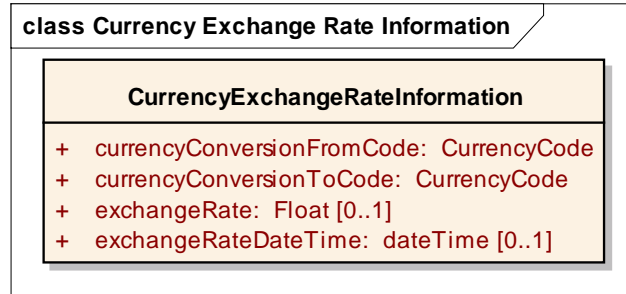 class Currency Exchange Rate Information
CurrencyExchangeRateInformation
+ currencyConversionFromCode: CurrencyCode
+ currencyConversionToCode: CurrencyCode
+ exchangeRate: Float [0..1]
+ exchangeRateDateTime: dateTime [0..1]